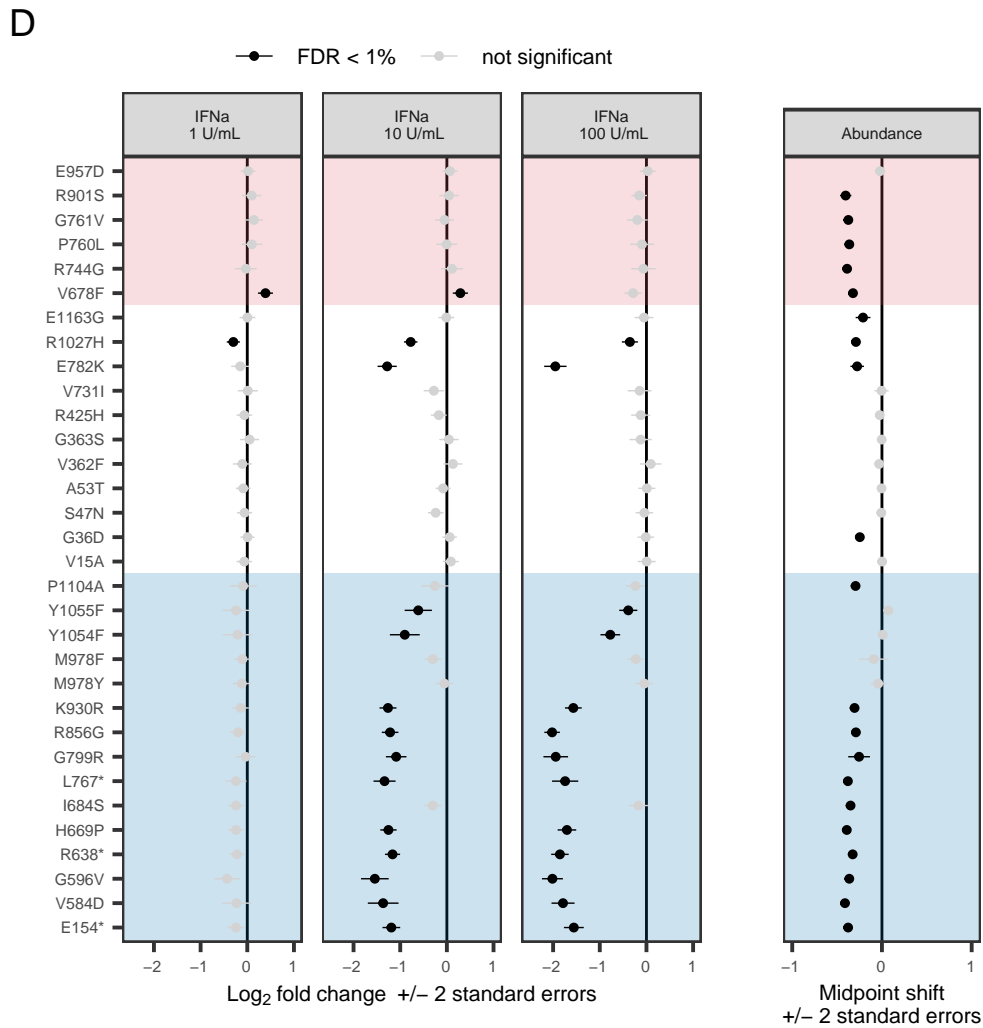 D
FDR < 1%
not significant
IFNa
1 U/mL
IFNa
10 U/mL
IFNa
100 U/mL
Abundance
E957D
R901S
G761V
P760L
R744G
V678F
E1163G
R1027H
E782K
V731I
R425H
G363S
V362F
A53T
S47N
G36D
V15A
P1104A
Y1055F
Y1054F
M978F
M978Y
K930R
R856G
G799R
L767*
I684S
H669P
R638*
G596V
V584D
E154*
−2 −1 0 1
−2 −1 0 1
−2 −1 0 1
−1 0 1
Log2 fold change +/− 2 standard errors
Midpoint shift
+/− 2 standard errors